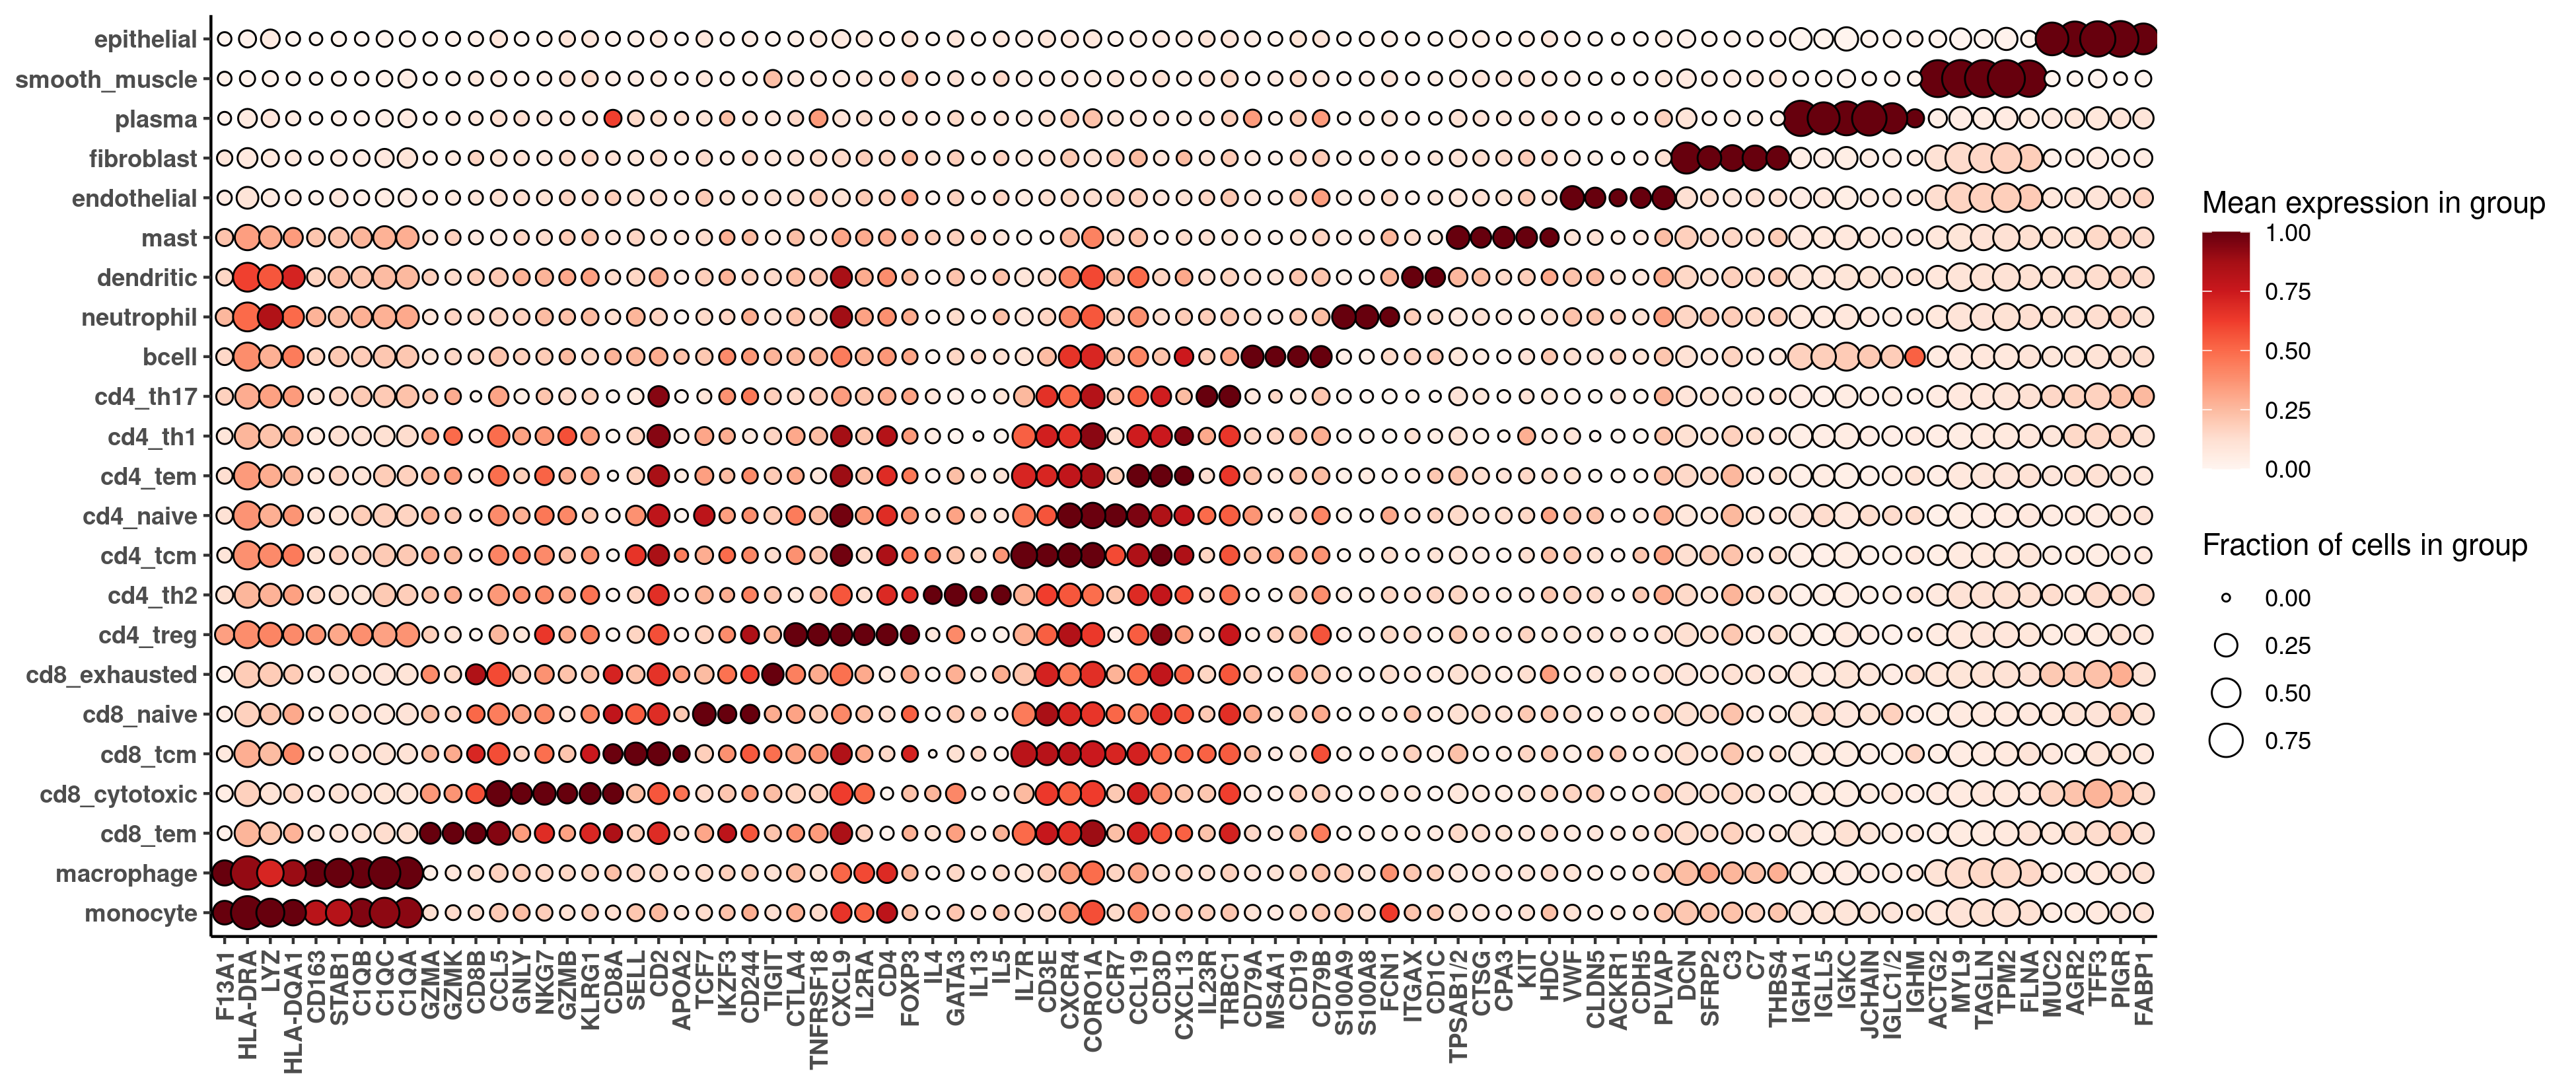 epithelial
smooth_muscle
plasma
fibroblast
endothelial
mast
dendritic
neutrophil
bcell
cd4_th17
cd4_th1
cd4_tem
cd4_naive
cd4_tcm
cd4_th2
cd4_treg
cd8_exhausted
cd8_naive
cd8_tcm
cd8_cytotoxic
cd8_tem
macrophage
monocyte
F13A1
HLA-DRA
LYZ
HLA-DQA1
CD163
STAB1
C1QB
C1QC
C1QA
GZMA
GZMK
CD8B
CCL5
GNLY
NKG7
GZMB
KLRG1
CD8A
SELL
CD2
APOA2
TCF7
IKZF3
CD244
TIGIT
CTLA4
TNFRSF18
CXCL9
IL2RA
CD4
FOXP3
IL4
GATA3
IL13
IL5
IL7R
CD3E
CXCR4
CORO1A
CCR7
CCL19
CD3D
CXCL13
IL23R
TRBC1
CD79A
MS4A1
CD19
CD79B
S100A9
S100A8
FCN1
ITGAX
CD1C
TPSAB1/2
CTSG
CPA3
KIT
HDC
VWF
CLDN5
ACKR1
CDH5
PLVAP
DCN
SFRP2
C3
C7
THBS4
IGHA1
IGLL5
IGKC
JCHAIN
IGLC1/2
IGHM
ACTG2
MYL9
TAGLN
TPM2
FLNA
MUC2
AGR2
TFF3
PIGR
FABP1
Mean expression in group
1.00
0.75
0.50
0.25
0.00
Fraction of cells in group
0.00
0.25
0.50
0.75